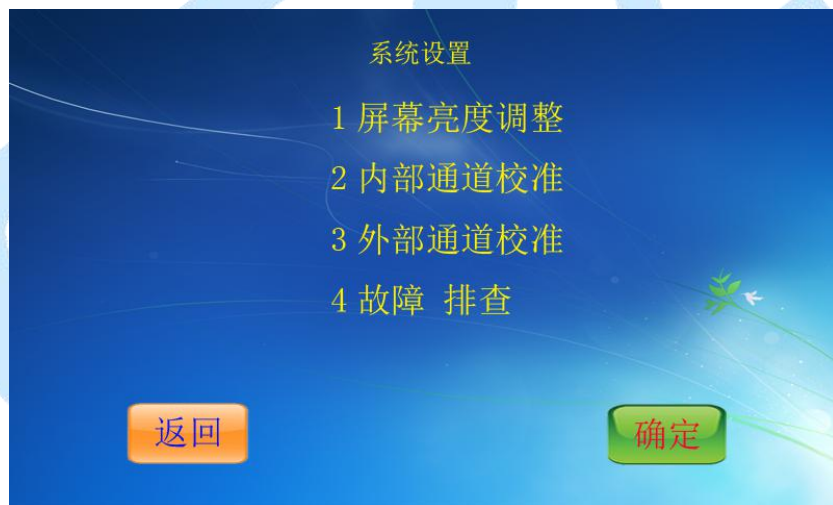 系统设置
1 屏幕亮度调整
2 内部通道校准
3 外部通道校准
4 故障 排查
返回
确定